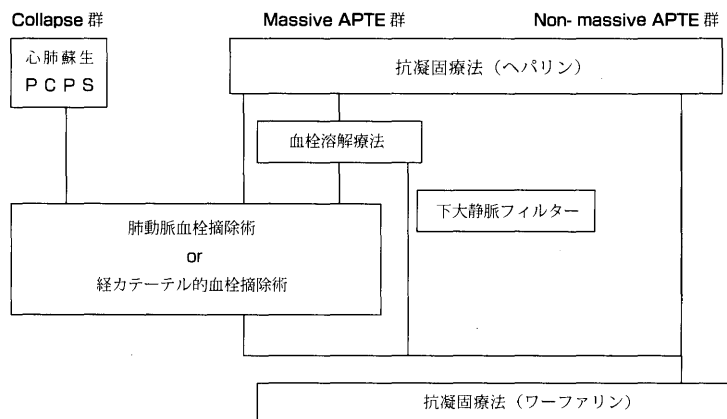 Collapse 群
Massive APTE 群
Non- massive APTE 群
心肺蘇生
P C P S
抗凝固療法（ヘパリン）
血栓溶解療法
肺動脈血栓摘除術
or
経カテーテル的血栓摘除術
下大静脈フィルター
抗凝固療法（ワーファリン）